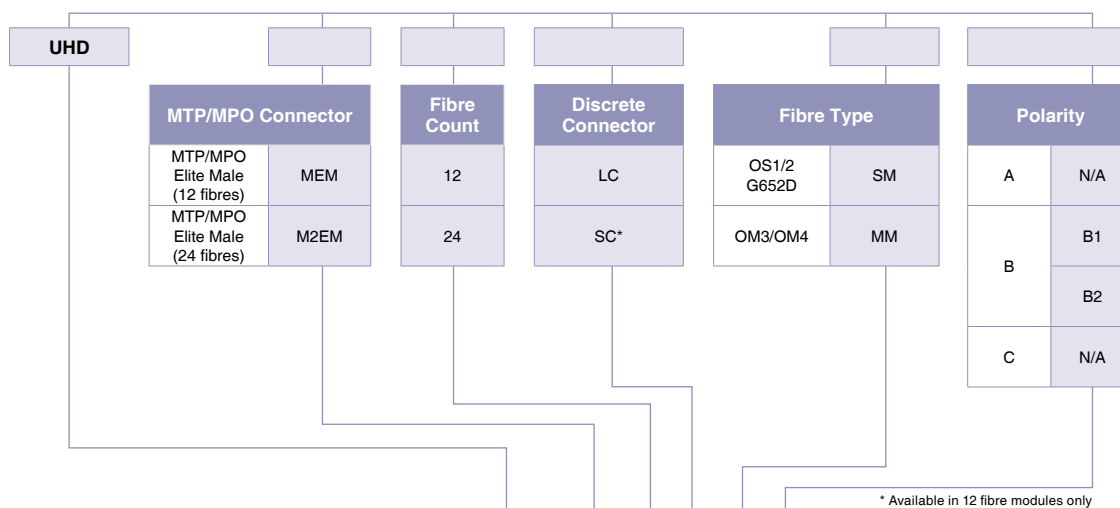 UHD
MTP/MPO Connector
Fibre
Count
Discrete
Connector
Fibre Type
Polarity
MTP/MPO
Elite Male
(12 fibres)
MEM
12
LC
OS1/2
G652D
SM
A
N/A
MTP/MPO
Elite Male
(24 fibres)
M2EM
24
SC*
OM3/OM4
MM
B
B1
B2
C
N/A
* Available in 12 fibre modules only